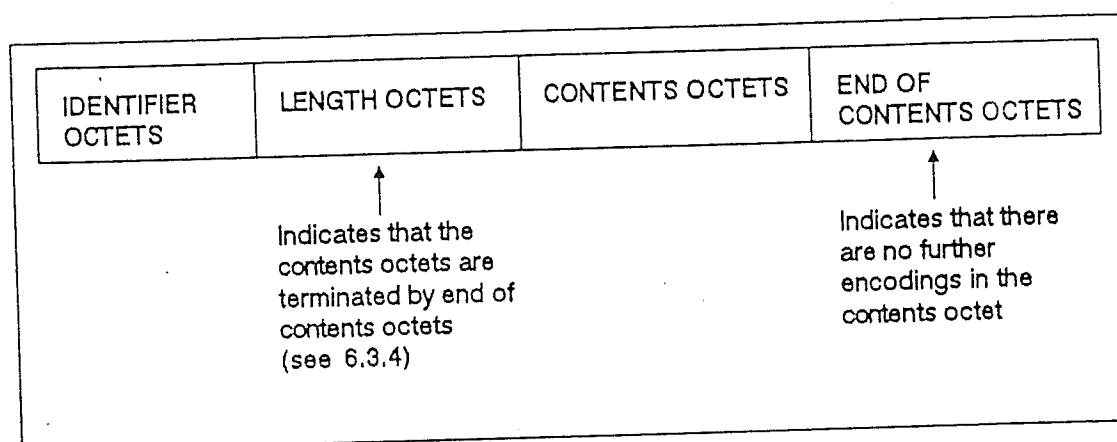 IDENTIFIER
OCTETS
LENGTH OCTETS
CONTENTS OCTETS
END OF
CONTENTS OCTETS
Indicates that the
contents octets are
terminated by end of
contents octets
(see 6.3.4)
Indicates that there
are no further
encodings in the
contents octet